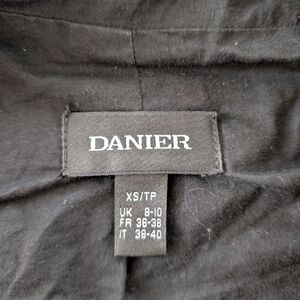 DANIER
XS/TP
UK 8-10
FR 36-38
IT 38-40